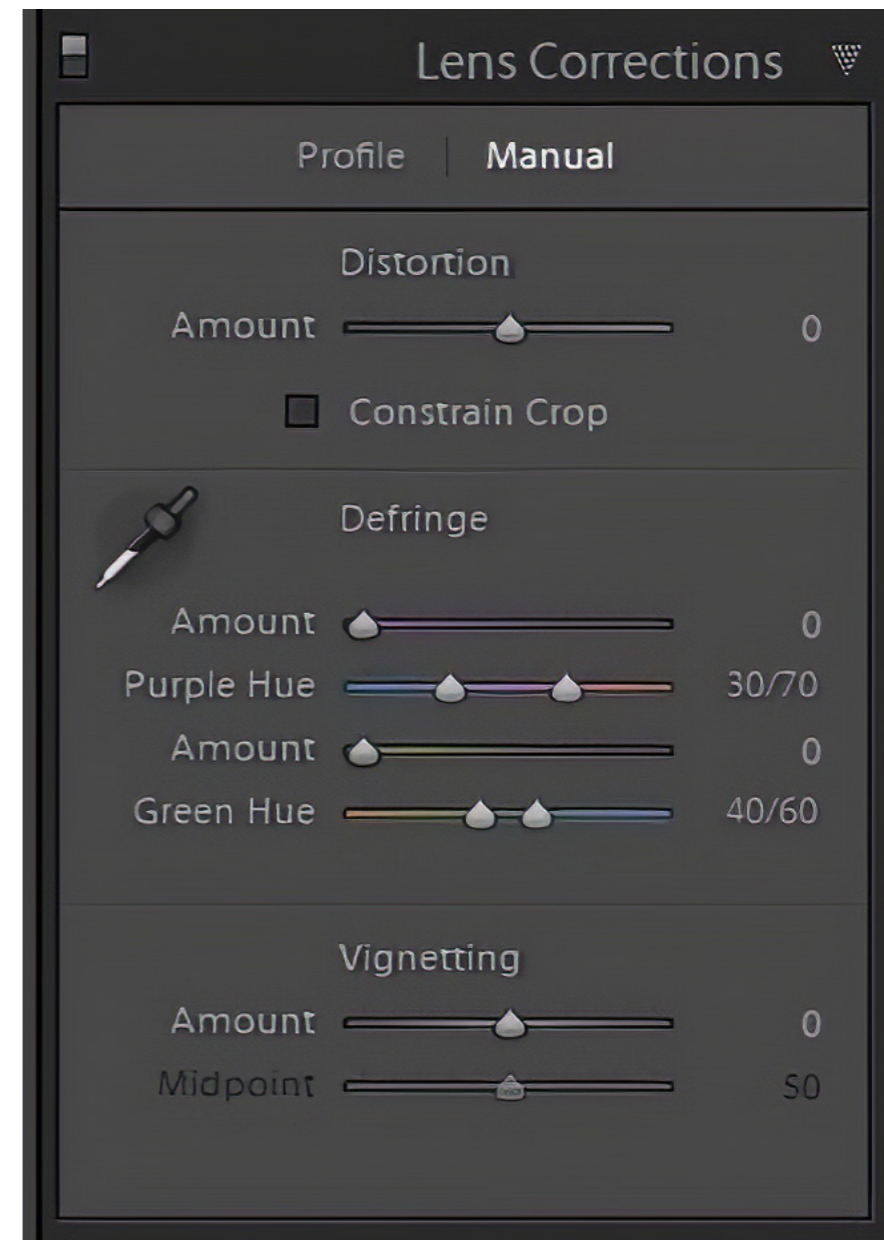 Lens Corrections
Profile | Manual
Distortion
Amount 0
Constrain Crop
Defringe
Amount 0
Purple Hue 30/70
Amount 0
Green Hue 40/60
Vignetting
Amount 0
Midpoint 50